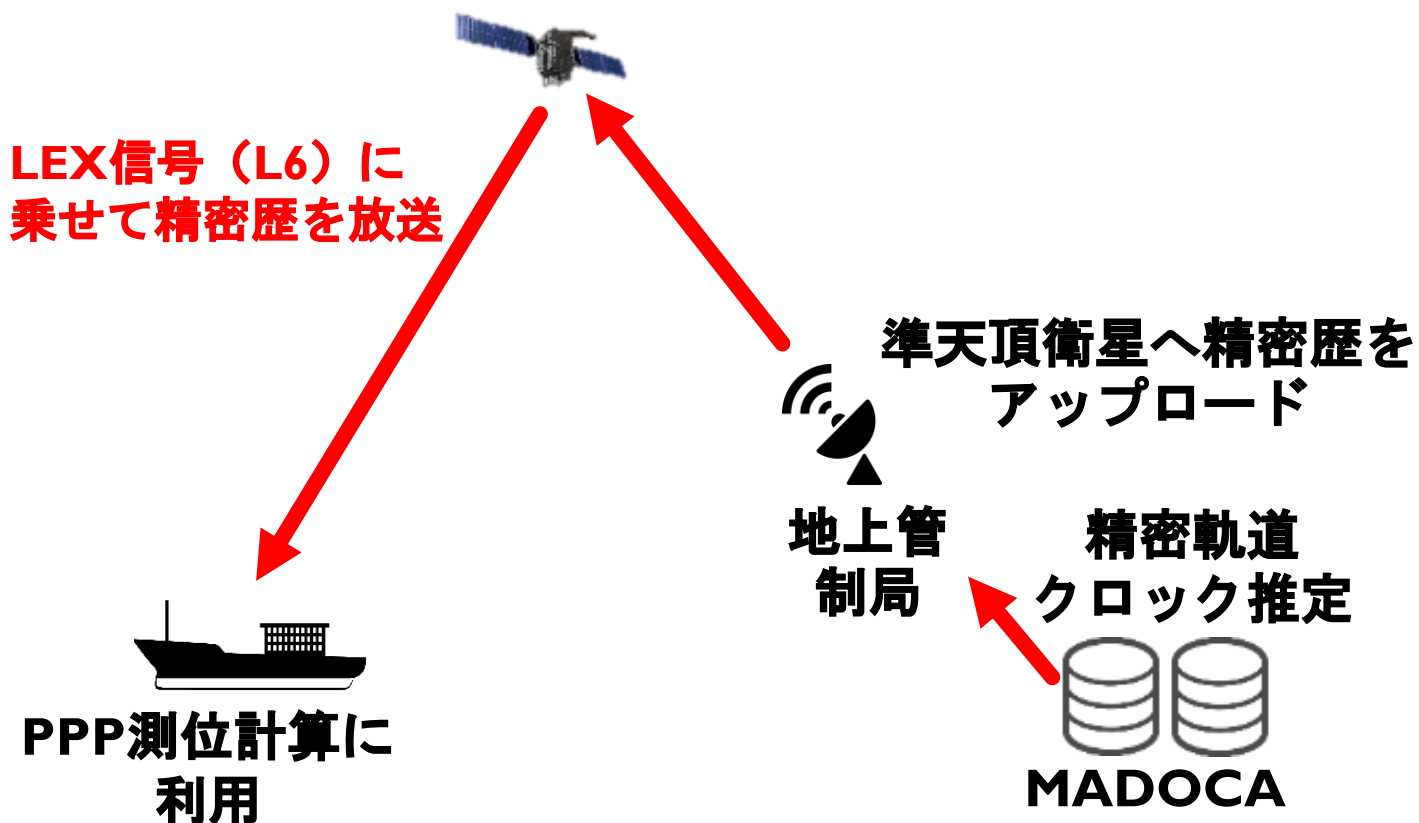 LEX信号（L6）に
乗せて精密歴を放送
準天頂衛星へ精密歴を
アップロード
地上管
制局
精密軌道
クロック推定
MADOCA
PPP測位計算に
利用